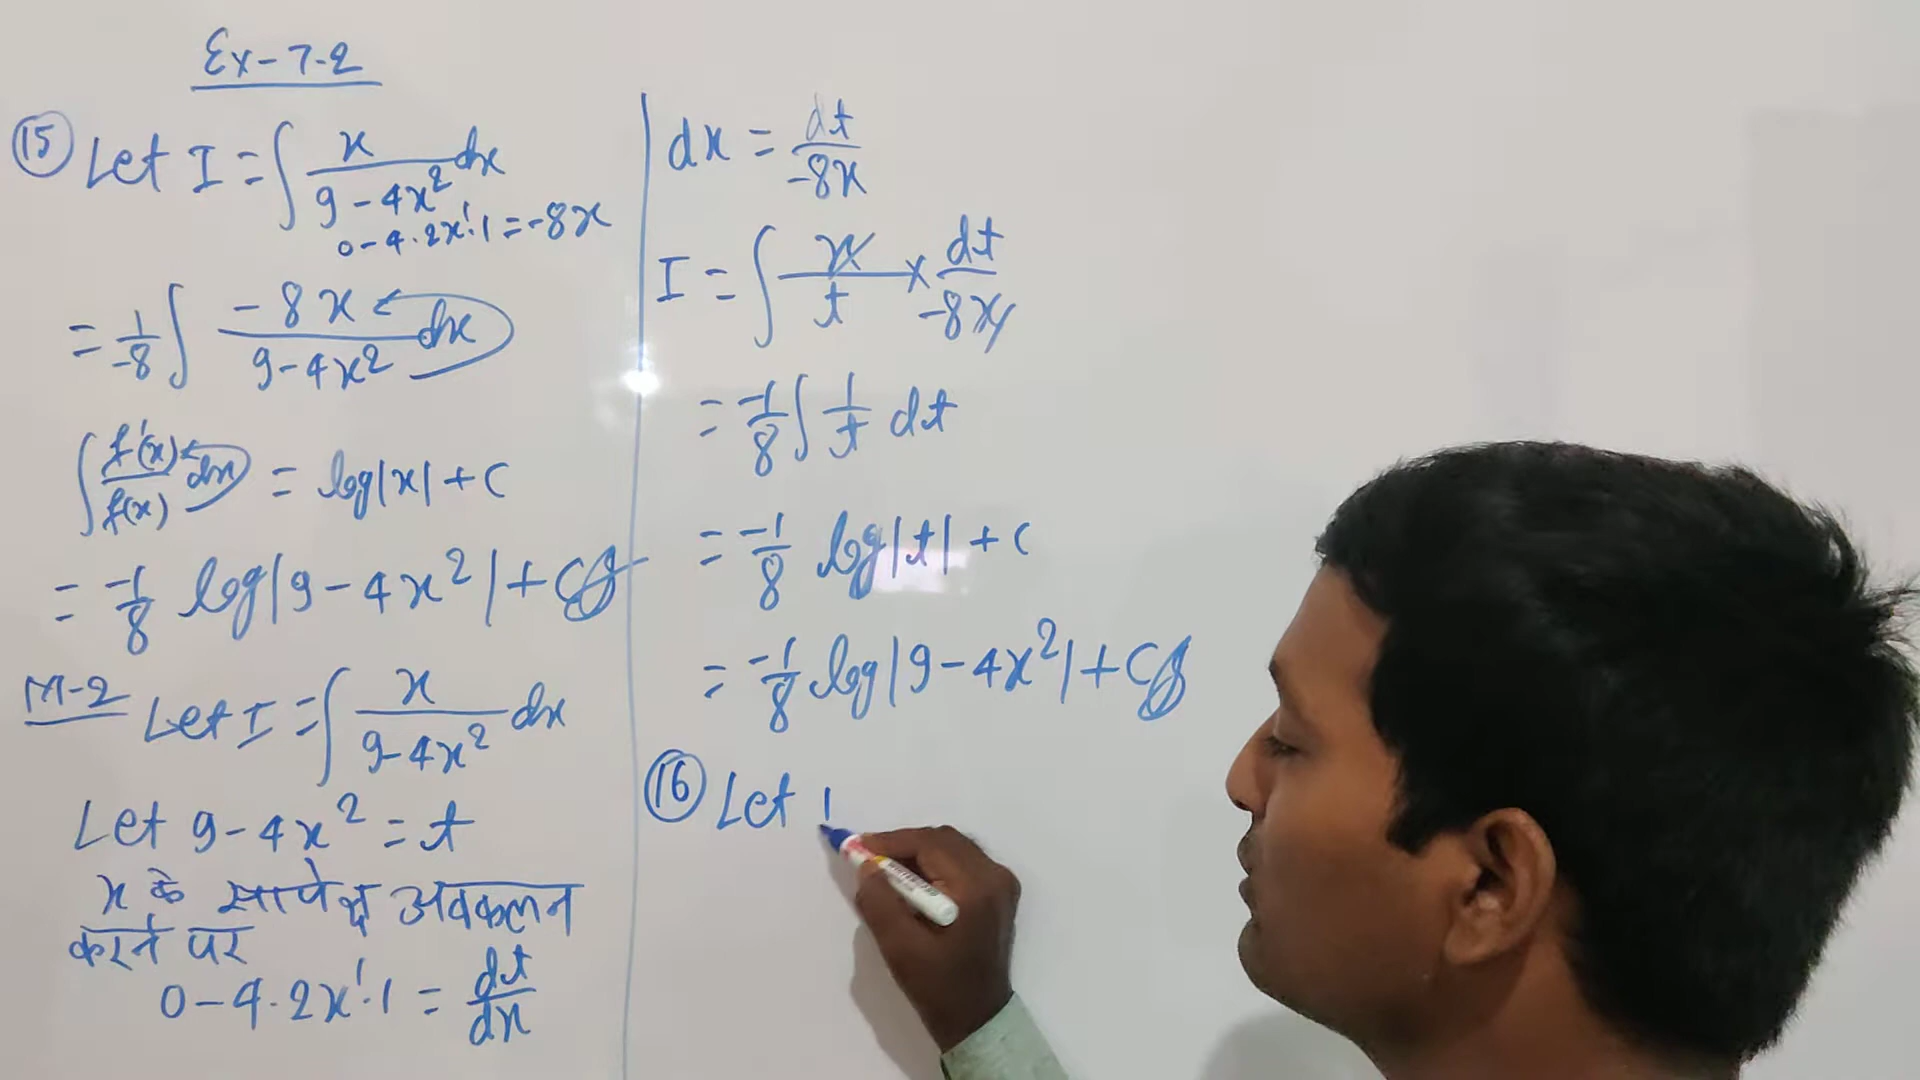 Ex-7.2
15 Let I = ∫ x/(9-4x²) dx
0-4.2x¹.1 = -8x
= 1/-8 ∫ -8x/(9-4x²) dx
∫ f'(x)/f(x) dx = log|x| + C
= -1/8 log|9-4x²| + C
M-2 Let I = ∫ x/(9-4x²) dx
Let 9-4x² = t
x के सापेक्ष अवकलन
करने पर
0-4.2x¹.1 = dt/dx
dx = dt/-8x
I = ∫ x/t × dt/-8x
= -1/8 ∫ 1/t dt
= -1/8 log|t| + C
= -1/8 log|9-4x²| + C
16 Let I